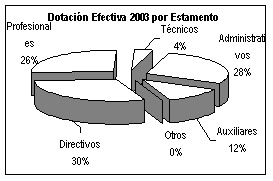 Dotación Efectiva 2003 por Estamento
Profesional
es
26%
Técnicos
4%
Administrati
vos
28%
Directivos
30%
Otros
0%
Auxiliares
12%